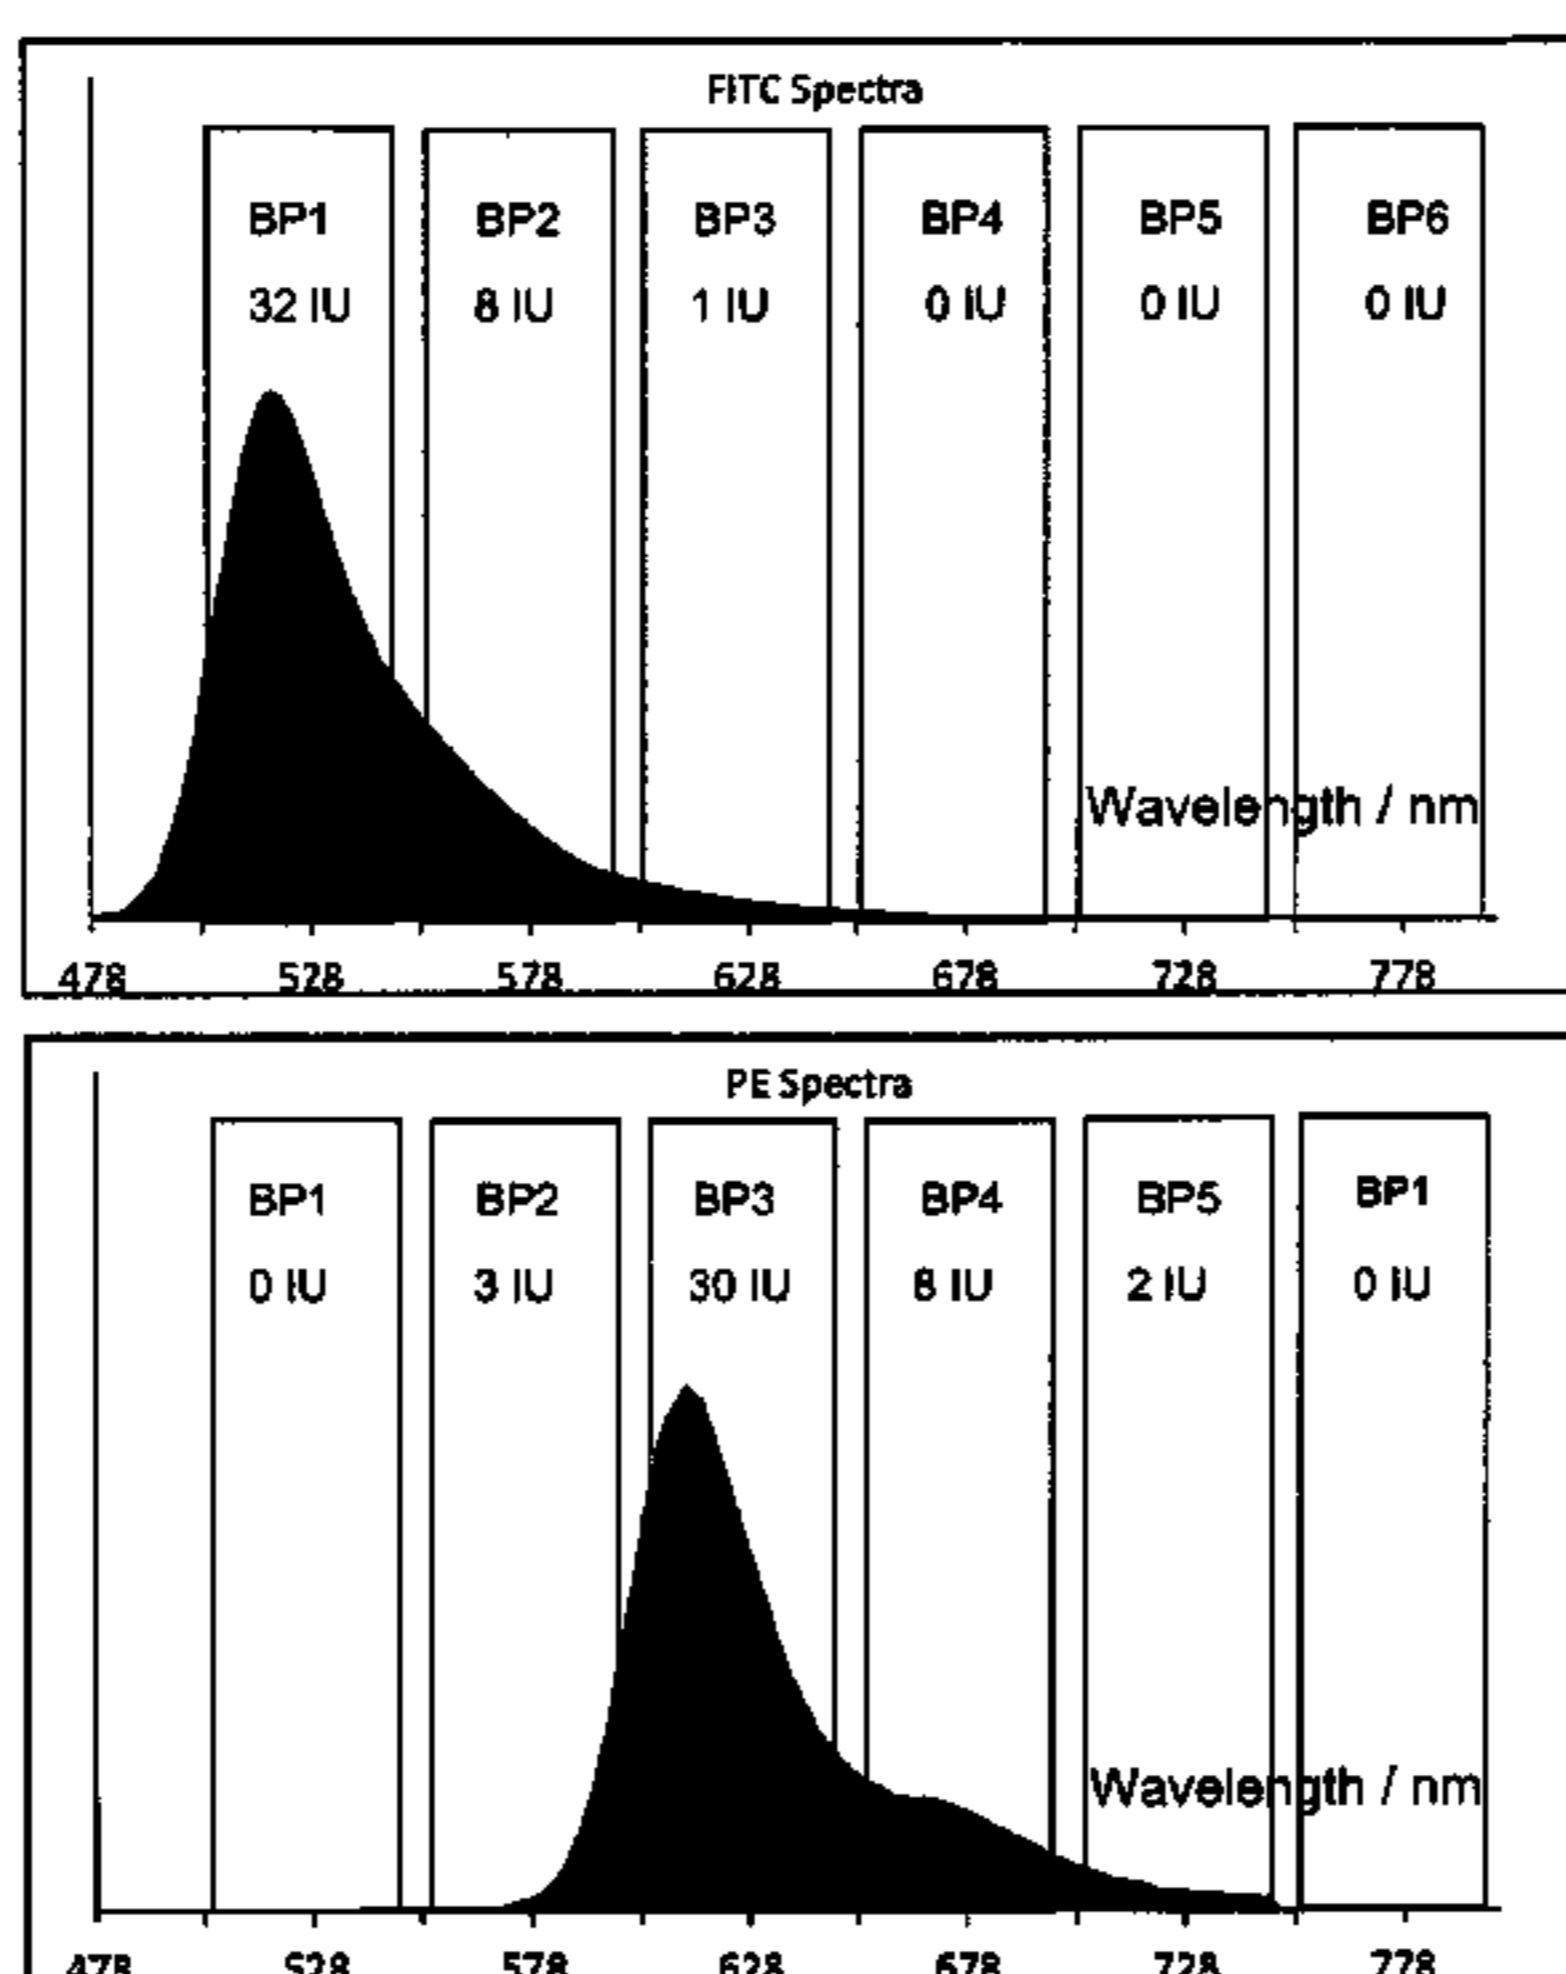 FITC Spectra
BP1 BP2 BP3 BP4 BP5 BP6
32 IU 8 IU 1 IU 0 IU 0 IU 0 IU
Wavelength / nm
478 528 578 628 678 728 778
PE Spectra
BP1 BP2 BP3 BP4 BP5 BP1
0 IU 3 IU 30 IU 8 IU 2 IU 0 IU
Wavelength / nm
478 528 578 628 678 728 778